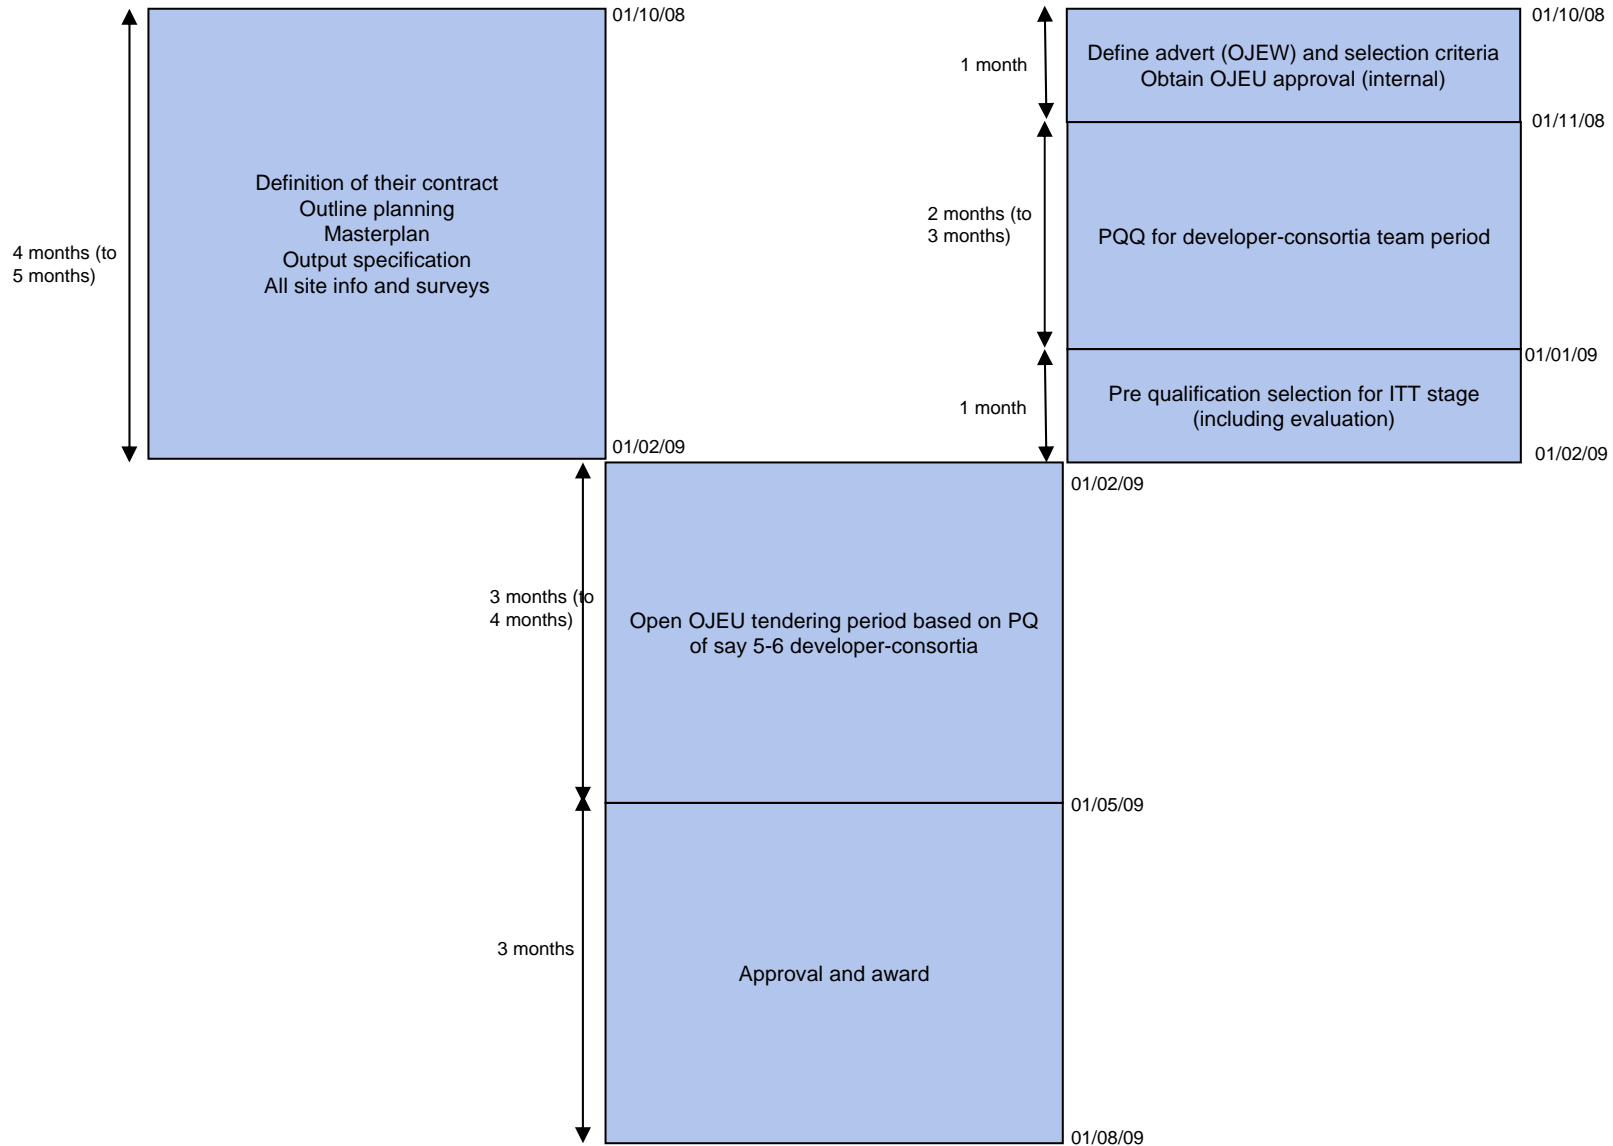 01/10/08
4 months (to
5 months)
Definition of their contract
Outline planning
Masterplan
Output specification
All site info and surveys
01/02/09
01/10/08
1 month
Define advert (OJEW) and selection criteria
Obtain OJEU approval (internal)
01/11/08
2 months (to
3 months)
PQQ for developer-consortia team period
01/01/09
1 month
Pre qualification selection for ITT stage
(including evaluation)
01/02/09
01/02/09
3 months (to
4 months)
Open OJEU tendering period based on PQ
of say 5-6 developer-consortia
01/05/09
3 months
Approval and award
01/08/09